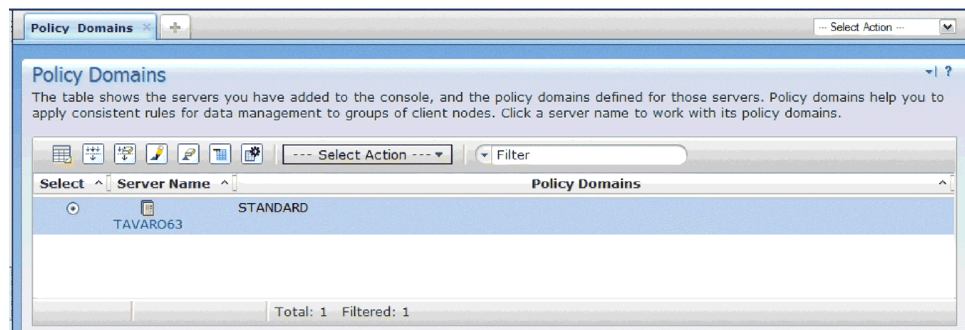 Policy Domains
--- Select Action ---
Policy Domains
?
The table shows the servers you have added to the console, and the policy domains defined for those servers. Policy domains help you to
apply consistent rules for data management to groups of client nodes. Click a server name to work with its policy domains.
--- Select Action ---
Filter
Select Server Name Policy Domains
STANDARD
TAVARO63
Total: 1 Filtered: 1